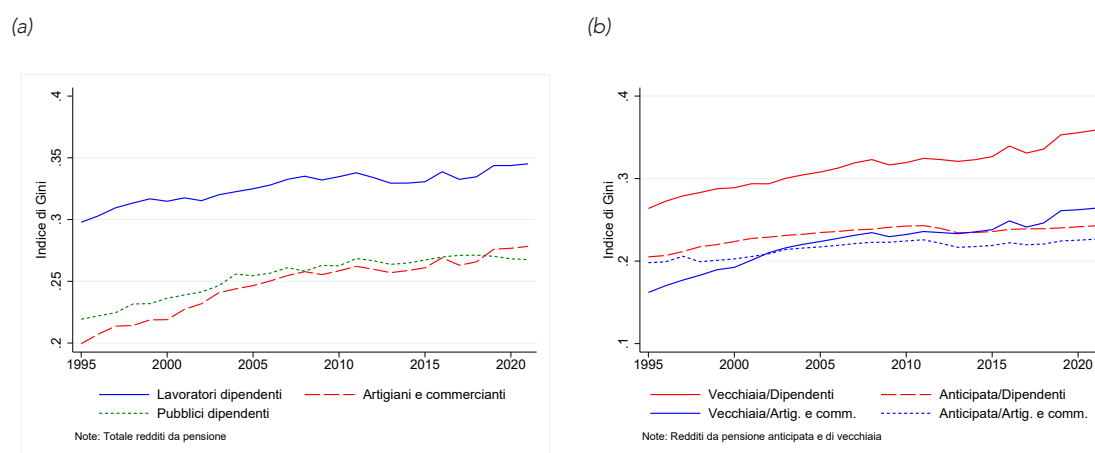 (a)
(b)
Indice di Gini
.4
.35
.3
.25
.2
1995 2000 2005 2010 2015 2020
Lavoratori dipendenti Artigiani e commercianti
Pubblici dipendenti
Note: Totale redditi da pensione
Indice di Gini
.4
.3
.2
.1
1995 2000 2005 2010 2015 2020
Vecchiaia/Dipendenti Anticipata/Dipendenti
Vecchiaia/Artig. e comm. Anticipata/Artig. e comm.
Note: Redditi da pensione anticipata e di vecchiaia